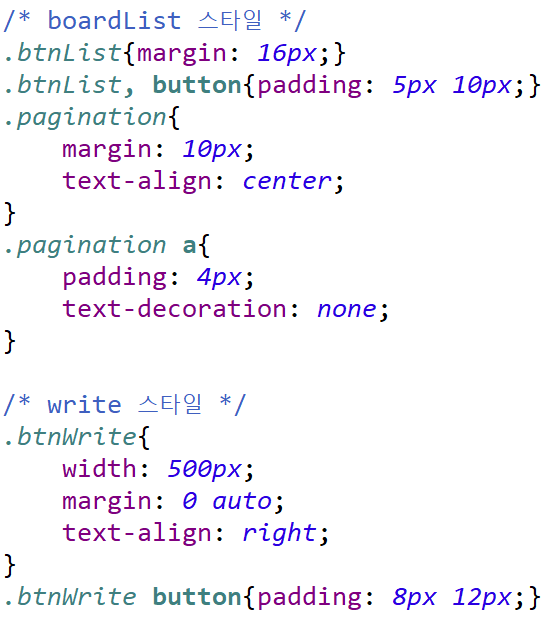 /* boardList 스타일 */
.btnList{margin: 16px;}
.btnList, button{padding: 5px 10px;}
.pagination{
    margin: 10px;
    text-align: center;
}
.pagination a{
    padding: 4px;
    text-decoration: none;
}

/* write 스타일 */
.btnWrite{
    width: 500px;
    margin: 0 auto;
    text-align: right;
}
.btnWrite button{padding: 8px 12px;}